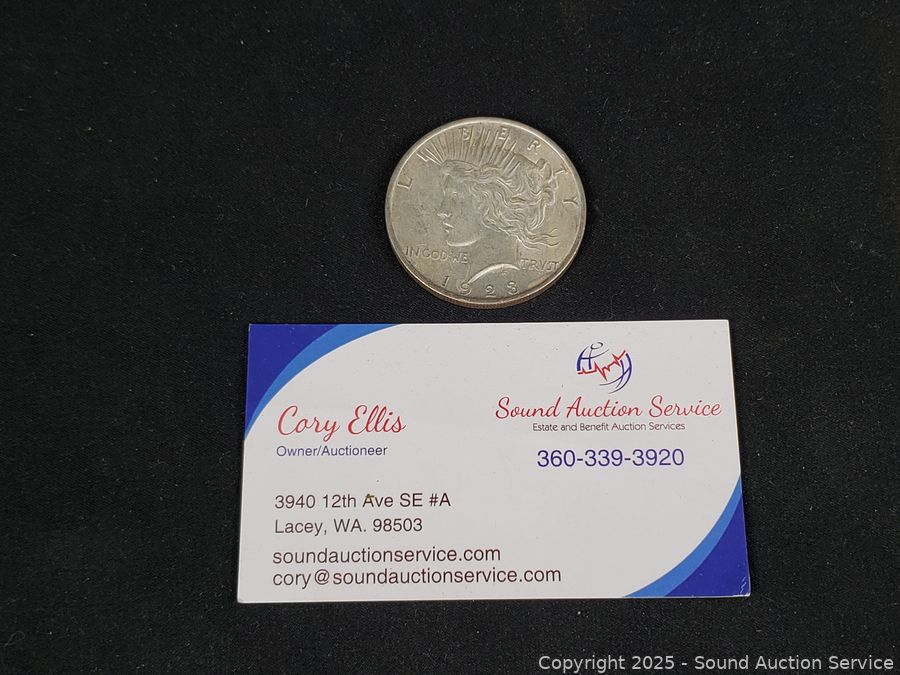 LIBERTY
IN GOD WE TRVST
1923
Cory Ellis
Owner/Auctioneer
Sound Auction Service
Estate and Benefit Auction Services
360-339-3920
3940 12th Ave SE #A
Lacey, WA. 98503
soundauctionservice.com
cory@soundauctionservice.com
Copyright 2025 - Sound Auction Service